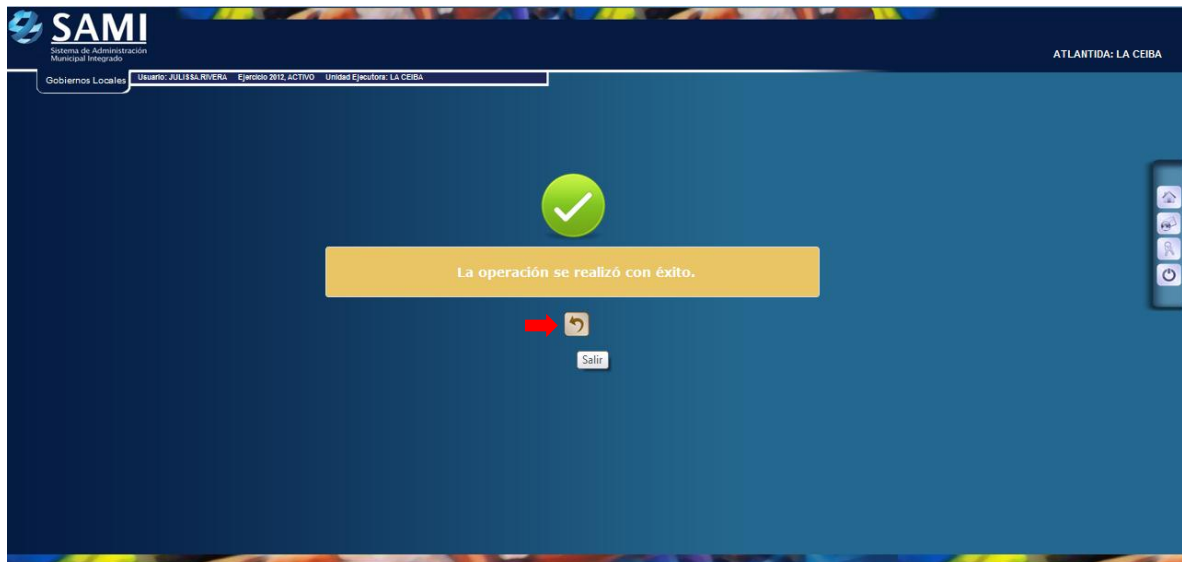 SAMI
Sistema de Administración
Municipal Integrado
ATLANTIDA: LA CEIBA
Gobiernos Locales
Usuario: JULISSA.RIVERA Ejercicio 2012, ACTIVO Unidad Ejecutora: LA CEIBA
La operación se realizó con éxito.
Salir